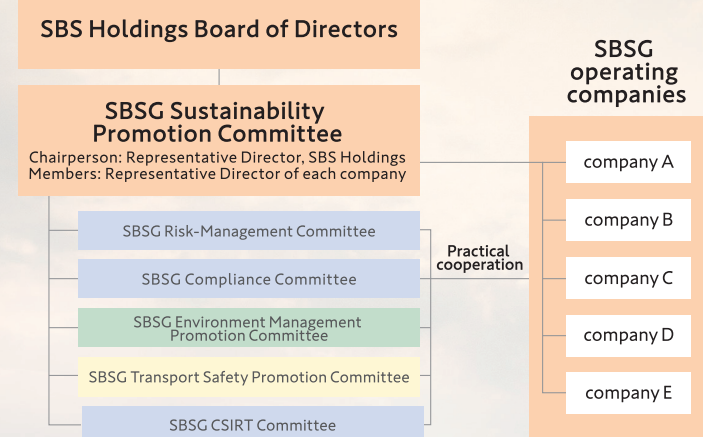 SBS Holdings Board of Directors
SBSG Sustainability
Promotion Committee
Chairperson: Representative Director, SBS Holdings
Members: Representative Director of each company
SBSG Risk-Management Committee
SBSG Compliance Committee
SBSG Environment Management
Promotion Committee
SBSG Transport Safety Promotion Committee
SBSG CSIRT Committee
Practical
cooperation
SBSG
operating
companies
company A
company B
company C
company D
company E